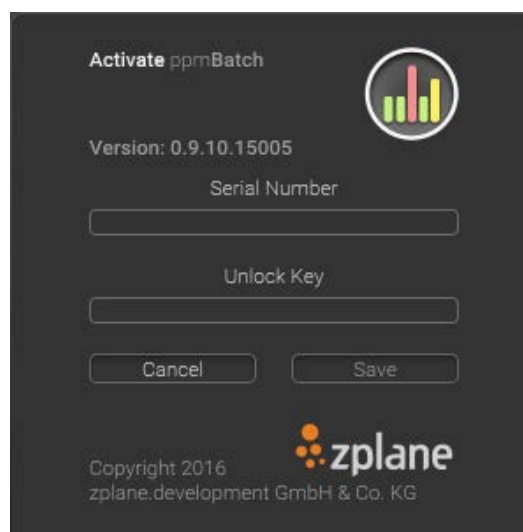 Activate ppmBatch
Version: 0.9.10.15005
Serial Number
Unlock Key
Cancel
Save
zplane
Copyright 2016
zplane.development GmbH & Co. KG